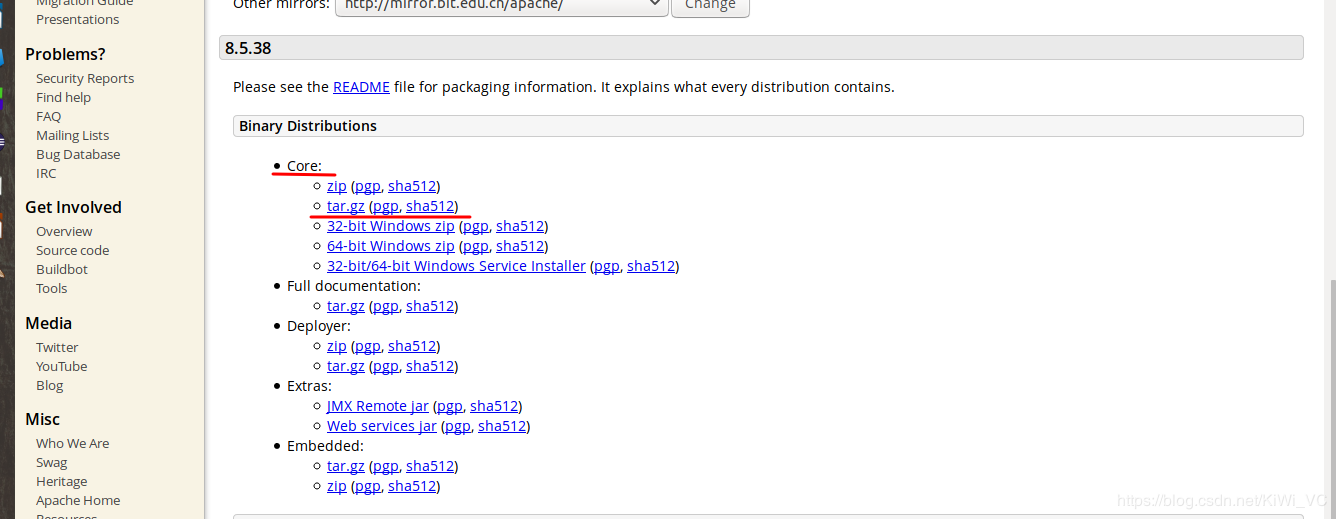 Migration Guide
Presentations
Problems?
Security Reports
Find help
FAQ
Mailing Lists
Bug Database
IRC
Get Involved
Overview
Source code
Buildbot
Tools
Media
Twitter
YouTube
Blog
Misc
Who We Are
Swag
Heritage
Apache Home
Resources
Other mirrors: http://mirror.bit.edu.cn/apache/ Change
8.5.38
Please see the README file for packaging information. It explains what every distribution contains.
Binary Distributions
Core:
zip (pgp, sha512)
tar.gz (pgp, sha512)
32-bit Windows zip (pgp, sha512)
64-bit Windows zip (pgp, sha512)
32-bit/64-bit Windows Service Installer (pgp, sha512)
Full documentation:
tar.gz (pgp, sha512)
Deployer:
zip (pgp, sha512)
tar.gz (pgp, sha512)
Extras:
JMX Remote jar (pgp, sha512)
Web services jar (pgp, sha512)
Embedded:
tar.gz (pgp, sha512)
zip (pgp, sha512)
https://blog.csdn.net/KiWi_VC